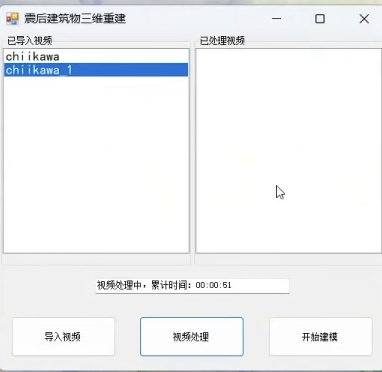 震后建筑物三维重建
已导入视频
已处理视频
chiikawa
chiikawa_1
视频处理中，累计时间：00:00:51
导入视频
视频处理
开始建模